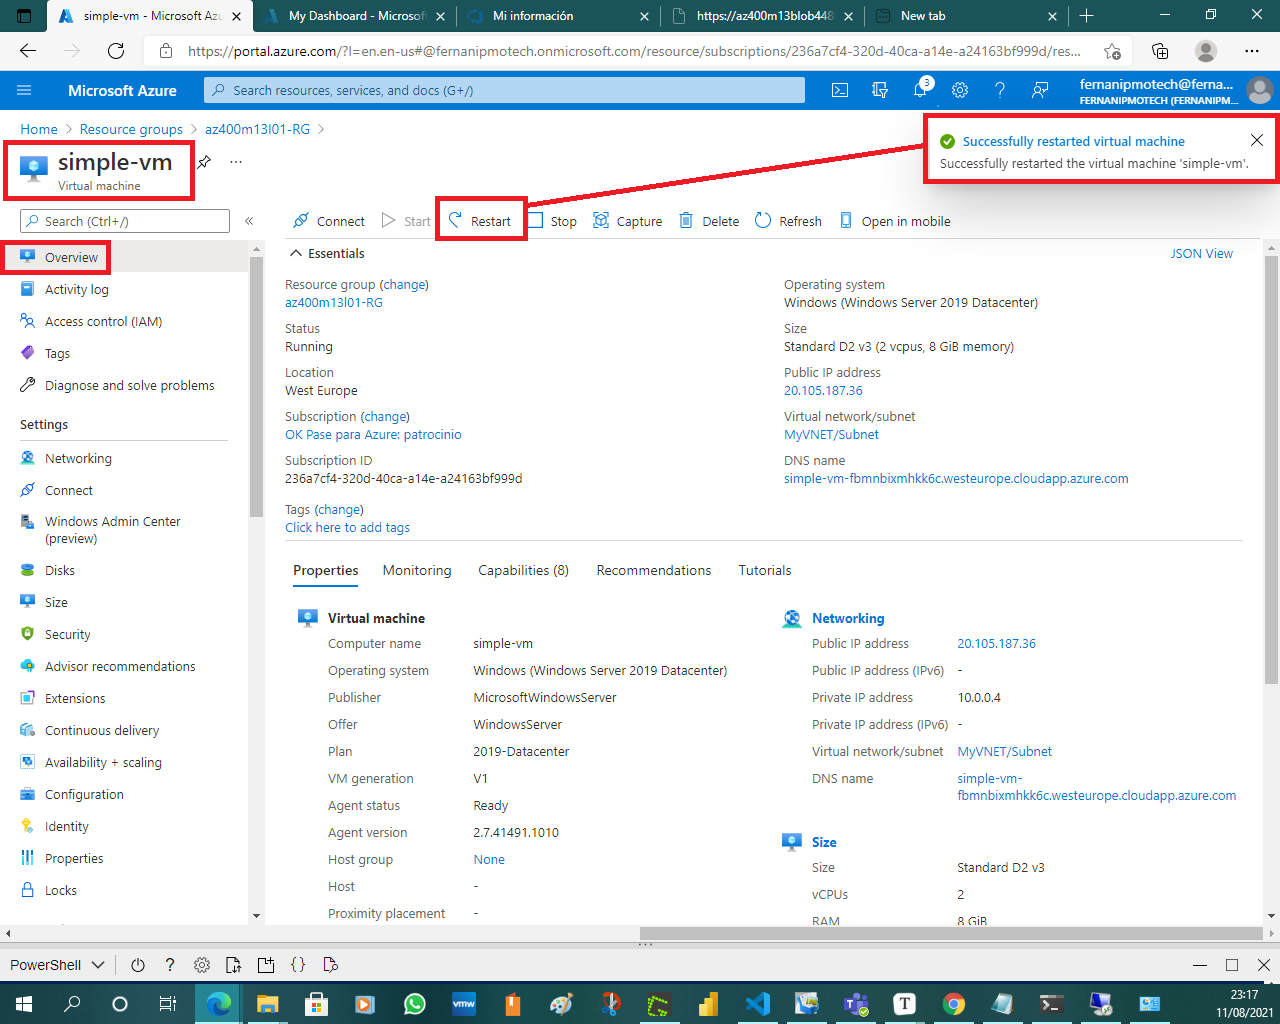 simple-vm - Microsoft Azu
My Dashboard - Microsof
Mi información
https://az400m13blob448
New tab
https://portal.azure.com/?l=en.en-us#@fernanipmotech.onmicrosoft.com/resource/subscriptions/236a7cf4-320d-40ca-a14e-a24163bf999d/res...
Microsoft Azure
Search resources, services, and docs (G+/)
3
fernanipmotech@ferna...
FERNANIPMOTECH (FERNANIPM...
Home > Resource groups > az400m13l01-RG >
simple-vm
Virtual machine
Successfully restarted virtual machine
Successfully restarted the virtual machine 'simple-vm'.
Search (Ctrl+/)
Connect
Start
Restart
Stop
Capture
Delete
Refresh
Open in mobile
Overview
Activity log
Access control (IAM)
Tags
Diagnose and solve problems
Settings
Networking
Connect
Windows Admin Center
(preview)
Disks
Size
Security
Advisor recommendations
Extensions
Continuous delivery
Availability + scaling
Configuration
Identity
Properties
Locks
Essentials
JSON View
Resource group (change)
az400m13l01-RG
Status
Running
Location
West Europe
Subscription (change)
OK Pase para Azure: patrocinio
Subscription ID
236a7cf4-320d-40ca-a14e-a24163bf999d
Tags (change)
Click here to add tags
Operating system
Windows (Windows Server 2019 Datacenter)
Size
Standard D2 v3 (2 vcpus, 8 GiB memory)
Public IP address
20.105.187.36
Virtual network/subnet
MyVNET/Subnet
DNS name
simple-vm-fbmnbixmhkk6c.westeurope.cloudapp.azure.com
Properties
Monitoring
Capabilities (8)
Recommendations
Tutorials
Virtual machine
Computer name simple-vm
Operating system Windows (Windows Server 2019 Datacenter)
Publisher MicrosoftWindowsServer
Offer WindowsServer
Plan 2019-Datacenter
VM generation V1
Agent status Ready
Agent version 2.7.41491.1010
Host group None
Host -
Proximity placement -
Networking
Public IP address 20.105.187.36
Public IP address (IPv6) -
Private IP address 10.0.0.4
Private IP address (IPv6) -
Virtual network/subnet MyVNET/Subnet
DNS name simple-vm-
fbmnbixmhkk6c.westeurope.cloudapp.azure.com
Size
Size Standard D2 v3
vCPUs 2
RAM 8 GiB
PowerShell
vmw
T
23:17
11/08/2021